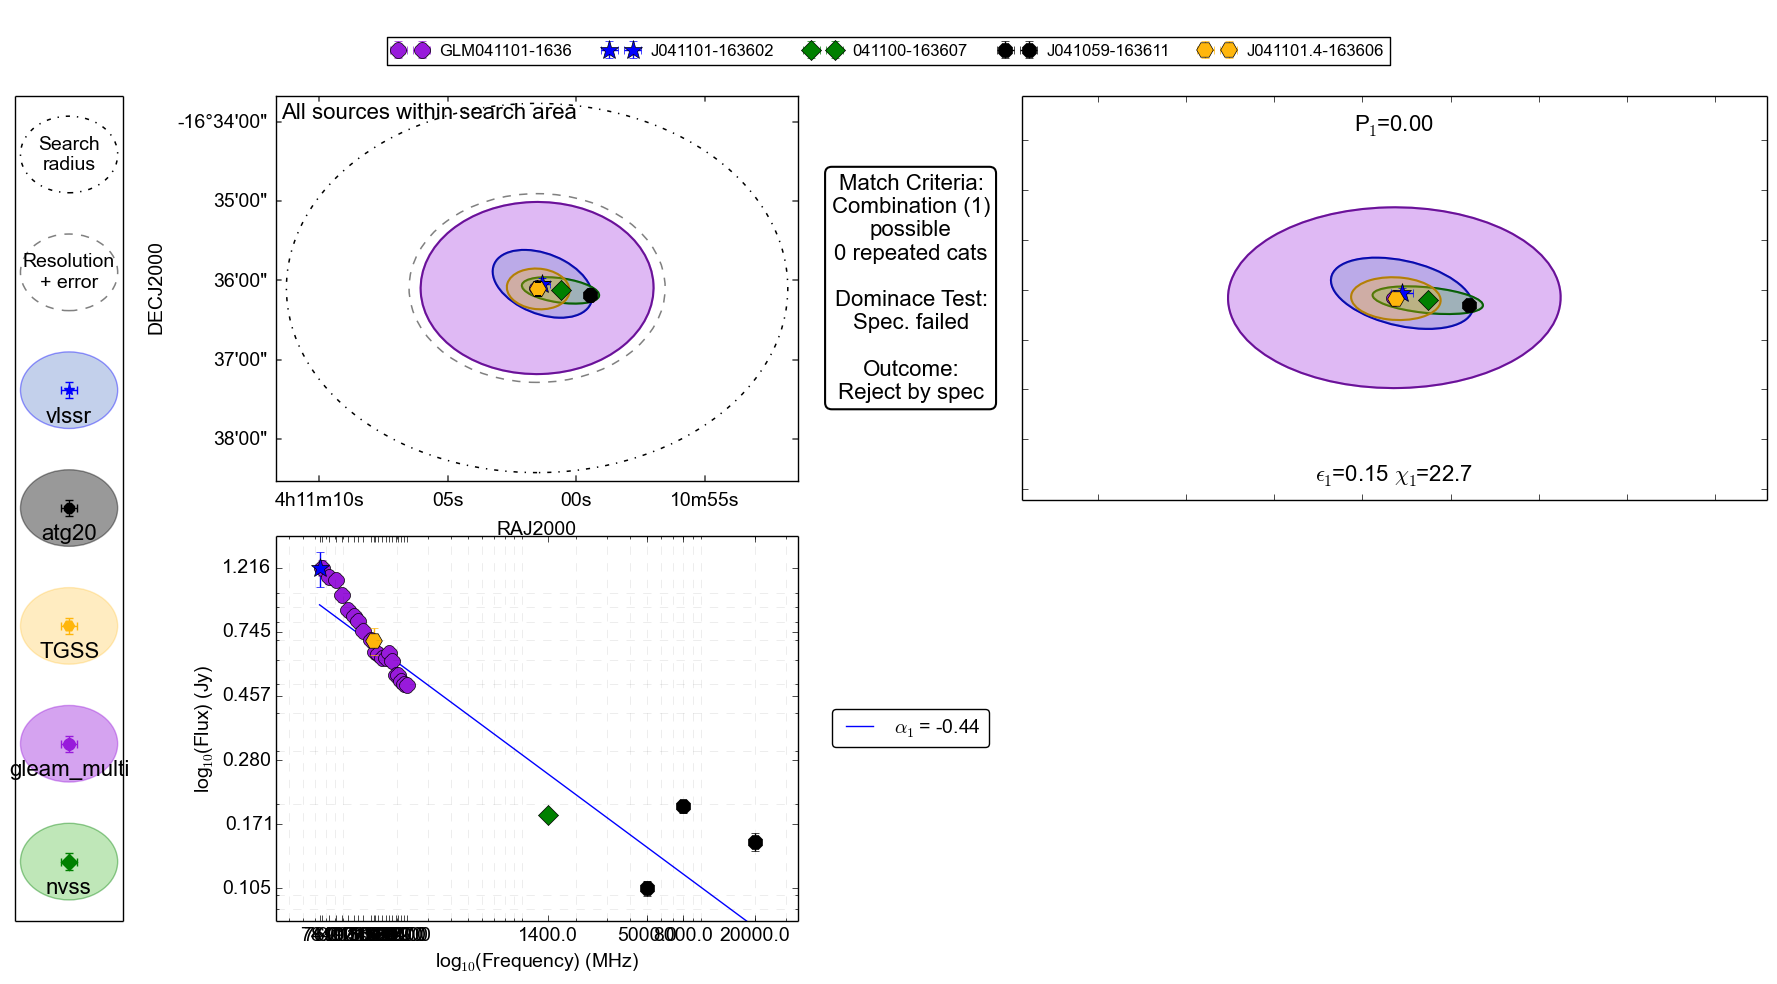 GLM041101-1636 J041101-163602 041100-163607 J041059-163611 J041101.4-163606
Search
radius
Resolution
+ error
vlssr
atg20
TGSS
gleam_multi
nvss
All sources within search area
-16°34'00"
35'00"
36'00"
37'00"
38'00"
DECJ2000
4h11m10s 05s 00s 10m55s
RAJ2000
Match Criteria:
Combination (1)
possible
0 repeated cats
Dominace Test:
Spec. failed
Outcome:
Reject by spec
P₁=0.00
ϵ₁=0.15 χ₁=22.7
1.216
0.745
0.457
0.280
0.171
0.105
log₁₀(Flux) (Jy)
1400.0 5000.0 8000.0 20000.0
log₁₀(Frequency) (MHz)
α₁ = -0.44